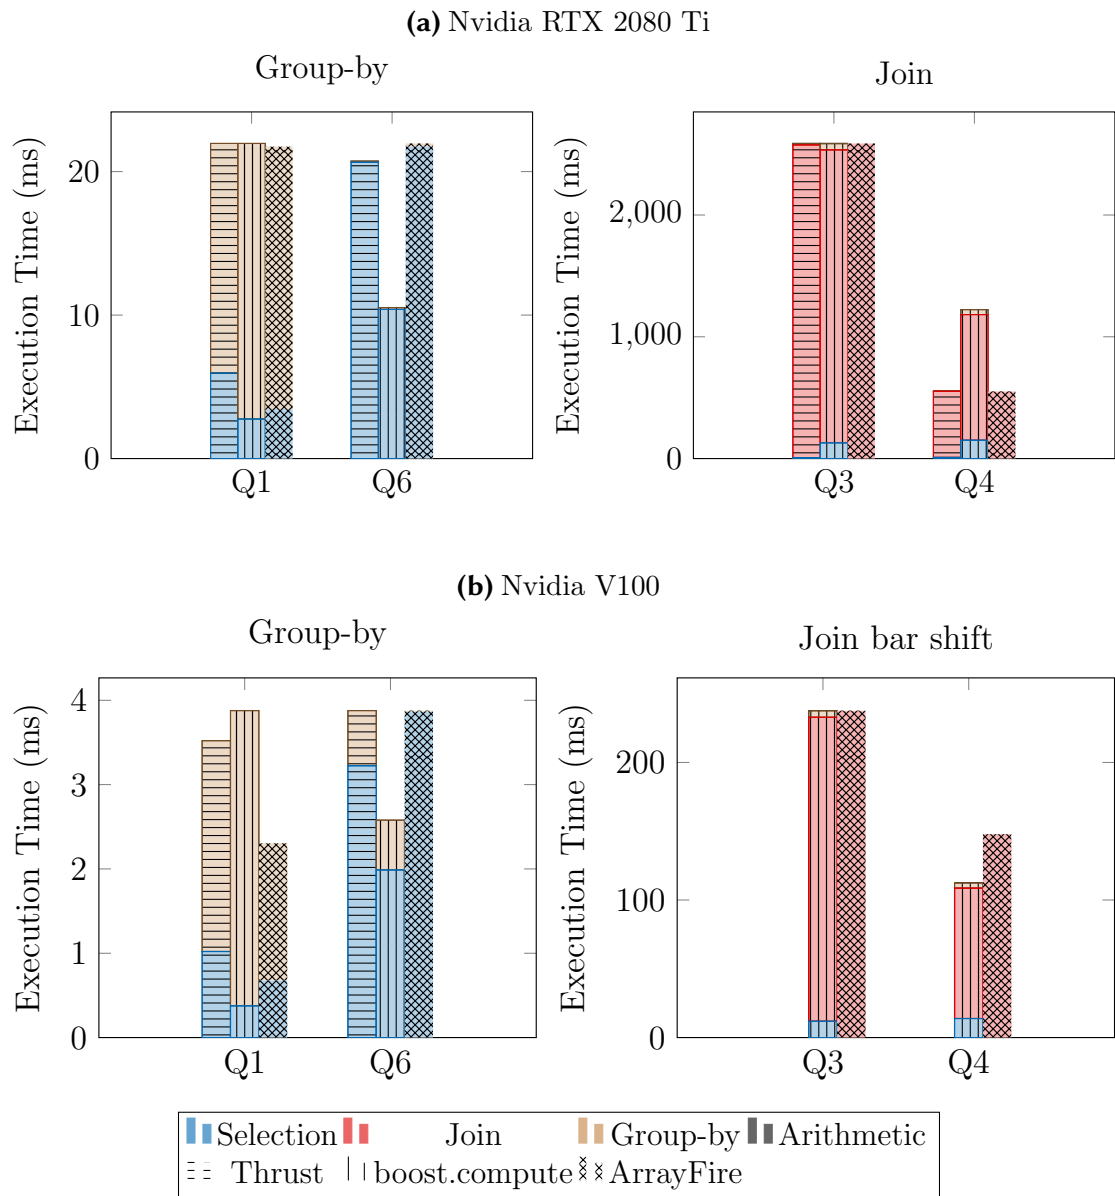 (a) Nvidia RTX 2080 Ti
Group-by
Join
Execution Time (ms)
20
10
0
Q1 Q6
Execution Time (ms)
2,000
1,000
0
Q3 Q4
(b) Nvidia V100
Group-by
Join bar shift
Execution Time (ms)
4
3
2
1
0
Q1 Q6
Execution Time (ms)
200
100
0
Q3 Q4
Selection Join Group-by Arithmetic
Thrust boost.compute ArrayFire